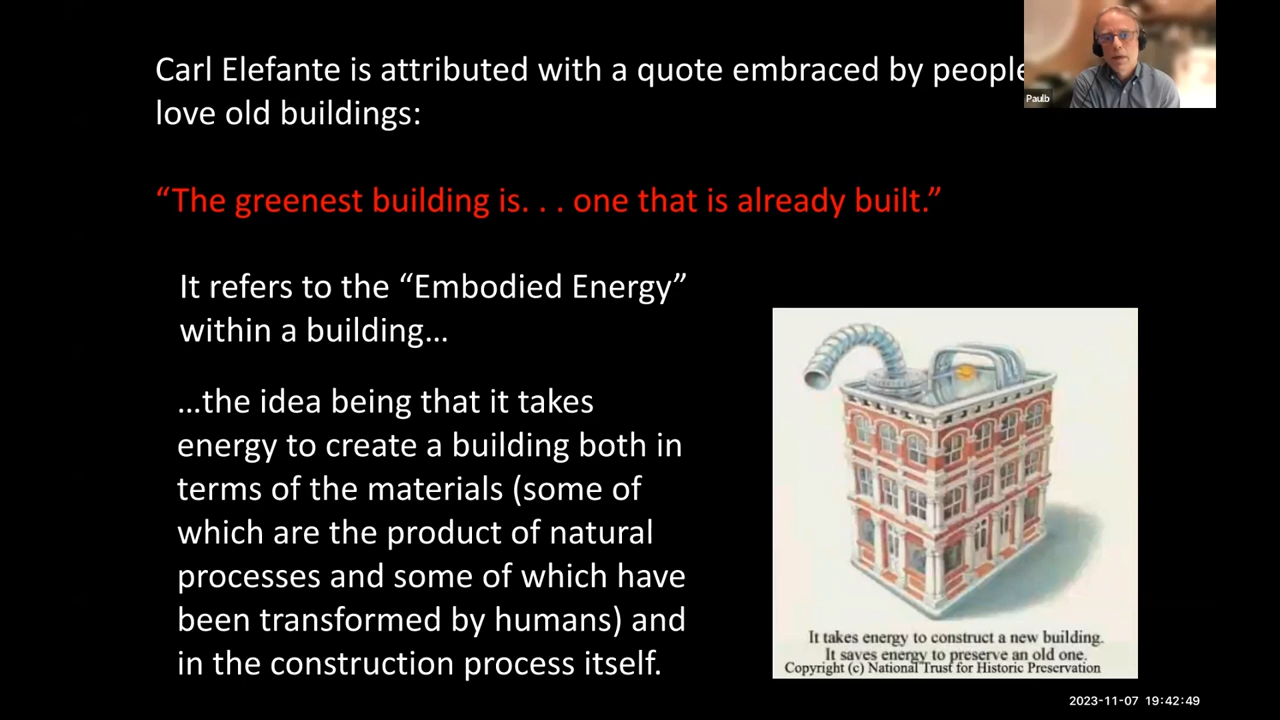 Carl Elefante is attributed with a quote embraced by people
love old buildings:
“The greenest building is. . . one that is already built.”
It refers to the “Embodied Energy”
within a building…
…the idea being that it takes
energy to create a building both in
terms of the materials (some of
which are the product of natural
processes and some of which have
been transformed by humans) and
in the construction process itself.
Paulb
It takes energy to construct a new building.
It saves energy to preserve an old one.
Copyright (c) National Trust for Historic Preservation
2023-11-07 19:42:49